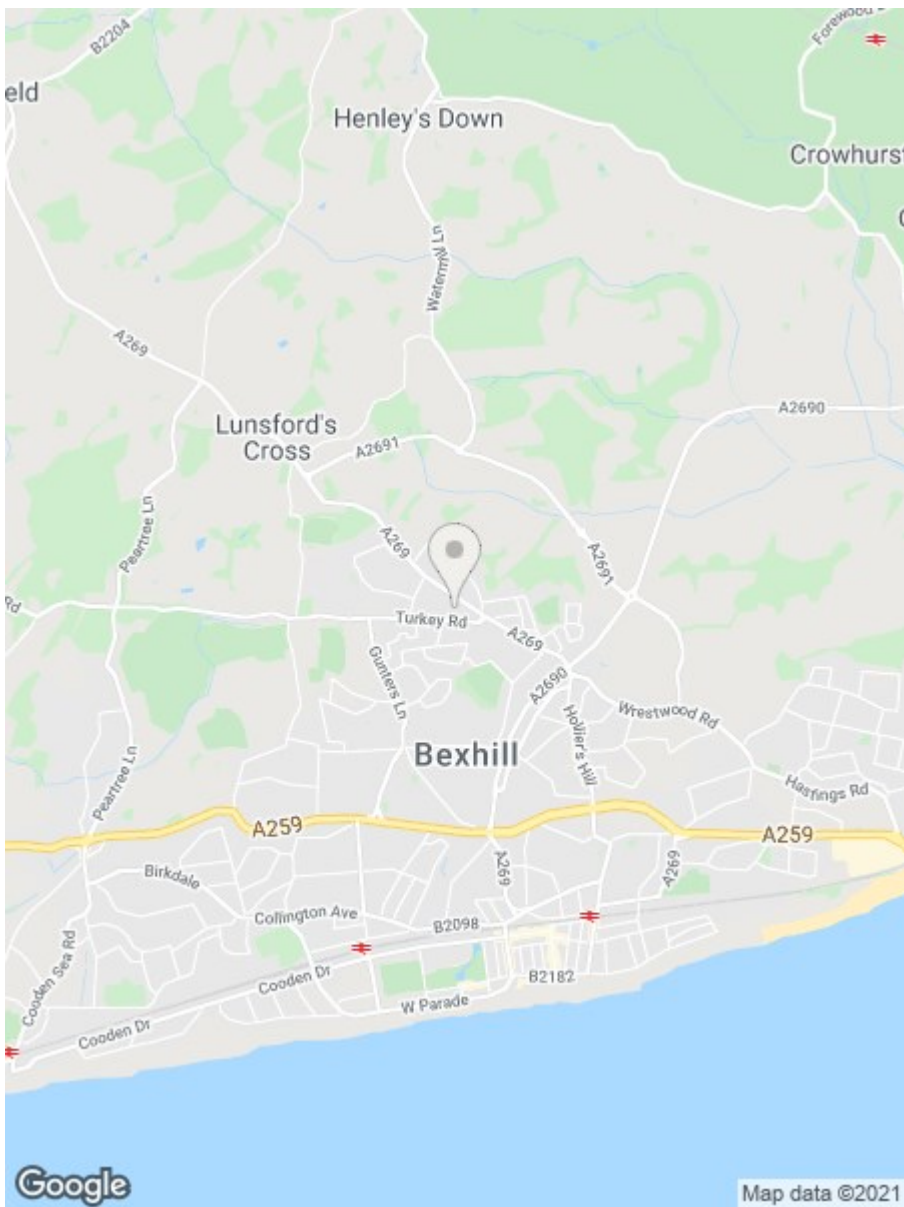 B2204
Forewood
eld
Henley's Down
Crowhurst
Watermill Ln
A269
A2690
Lunsford's
Cross
A2691
Peartree Ln
A269
A2691
Rd
Turkey Rd
A269
Gunters Ln
A2690
Wrestwood Rd
Hollier's Hill
Bexhill
Peartree Ln
Hastings Rd
A259
A259
A269
A269
Birkdale
Collington Ave
B2098
Cooden Sea Rd
Cooden Dr
B2182
W Parade
Cooden Dr
Google
Map data ©2021